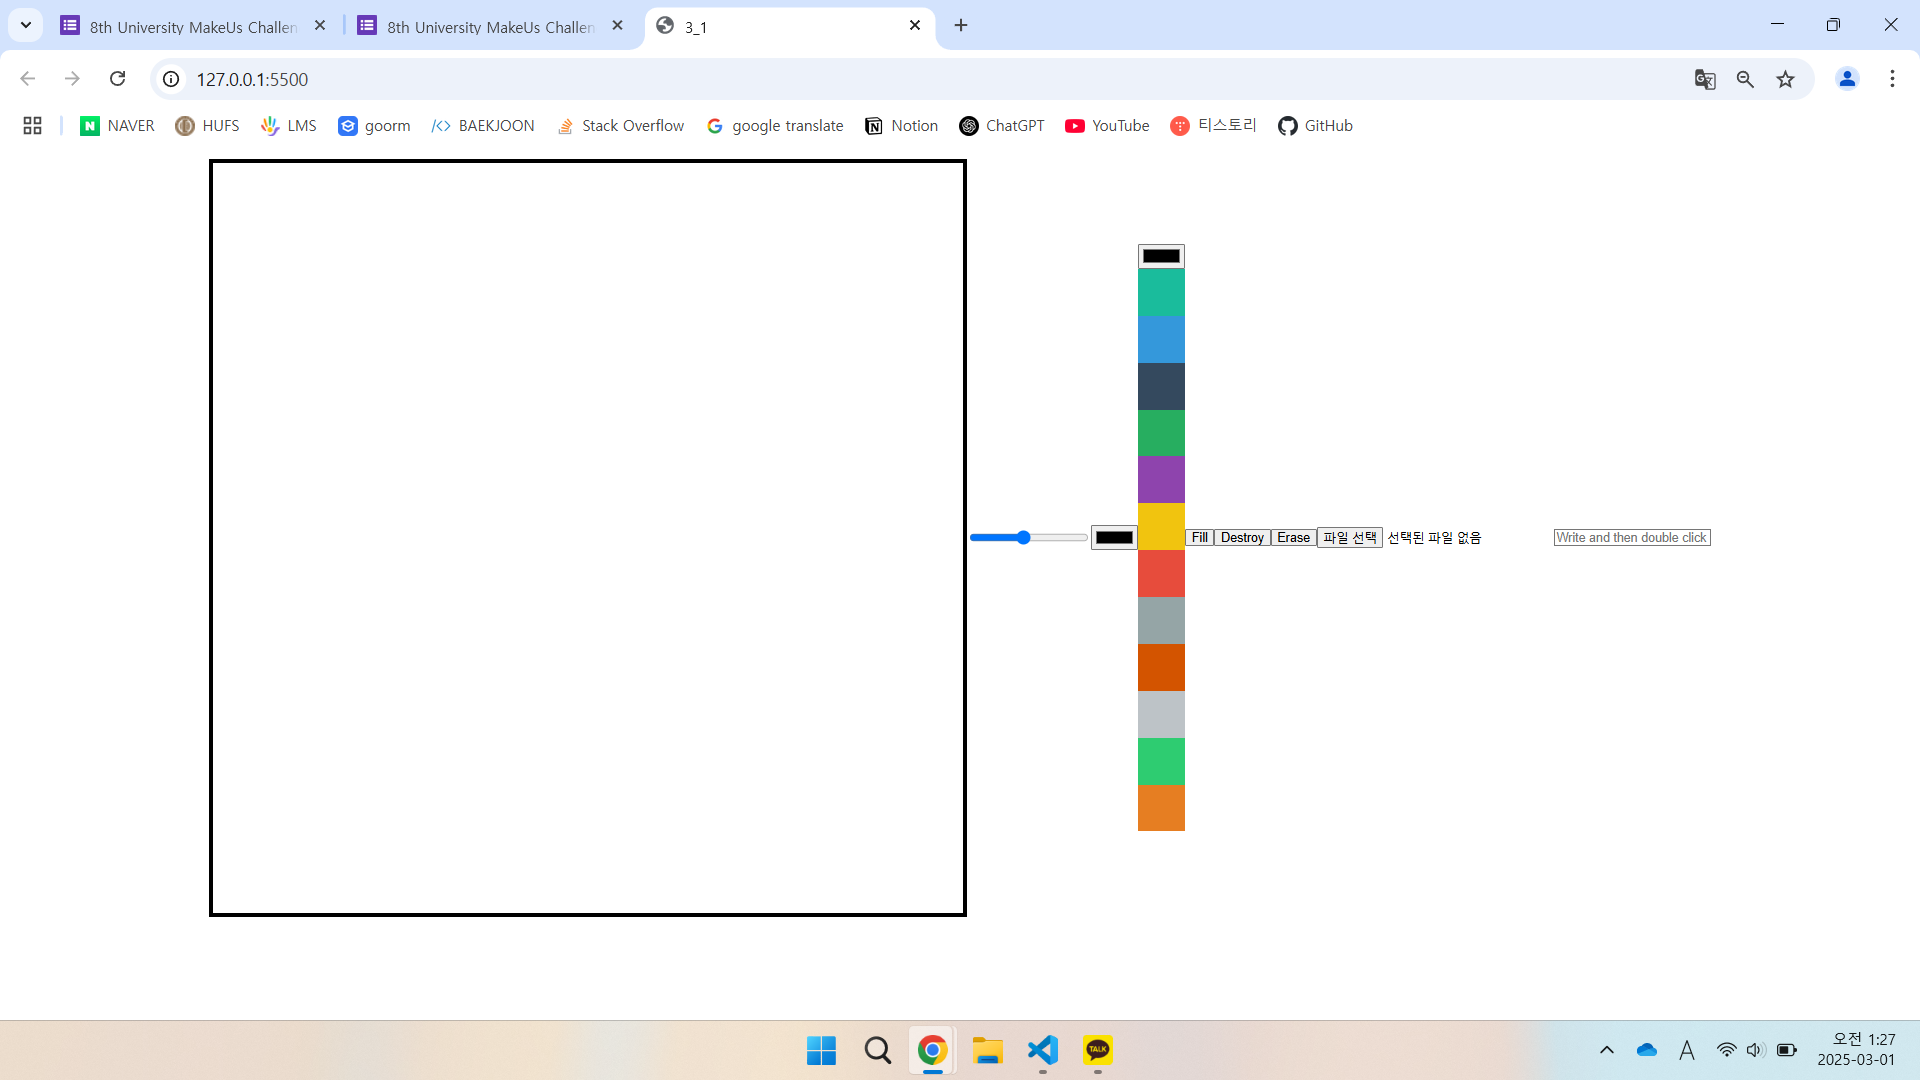 8th University MakeUs Challen
8th University MakeUs Challen
3_1
127.0.0.1:5500
NAVER
HUFS
LMS
goorm
BAEKJOON
Stack Overflow
google translate
Notion
ChatGPT
YouTube
티스토리
GitHub
Fill
Destroy
Erase
파일 선택
선택된 파일 없음
Write and then double click
TALK
A
오전 1:27
2025-03-01